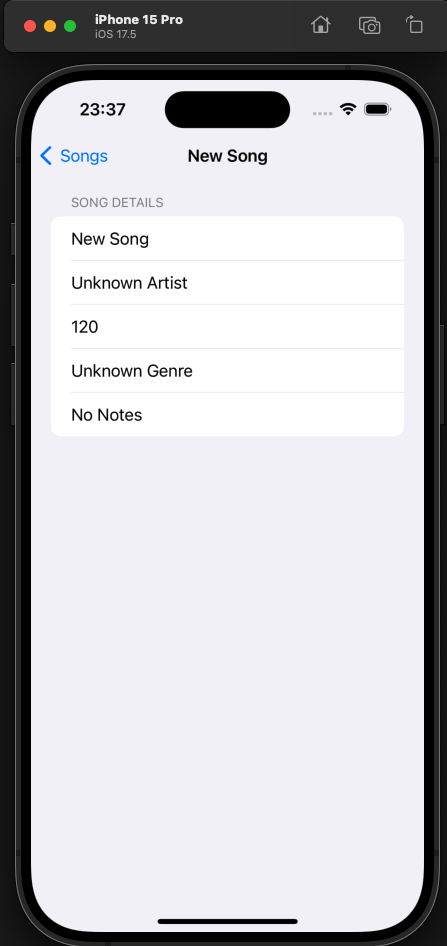 iPhone 15 Pro
iOS 17.5
23:37
Songs
New Song
SONG DETAILS
New Song
Unknown Artist
120
Unknown Genre
No Notes